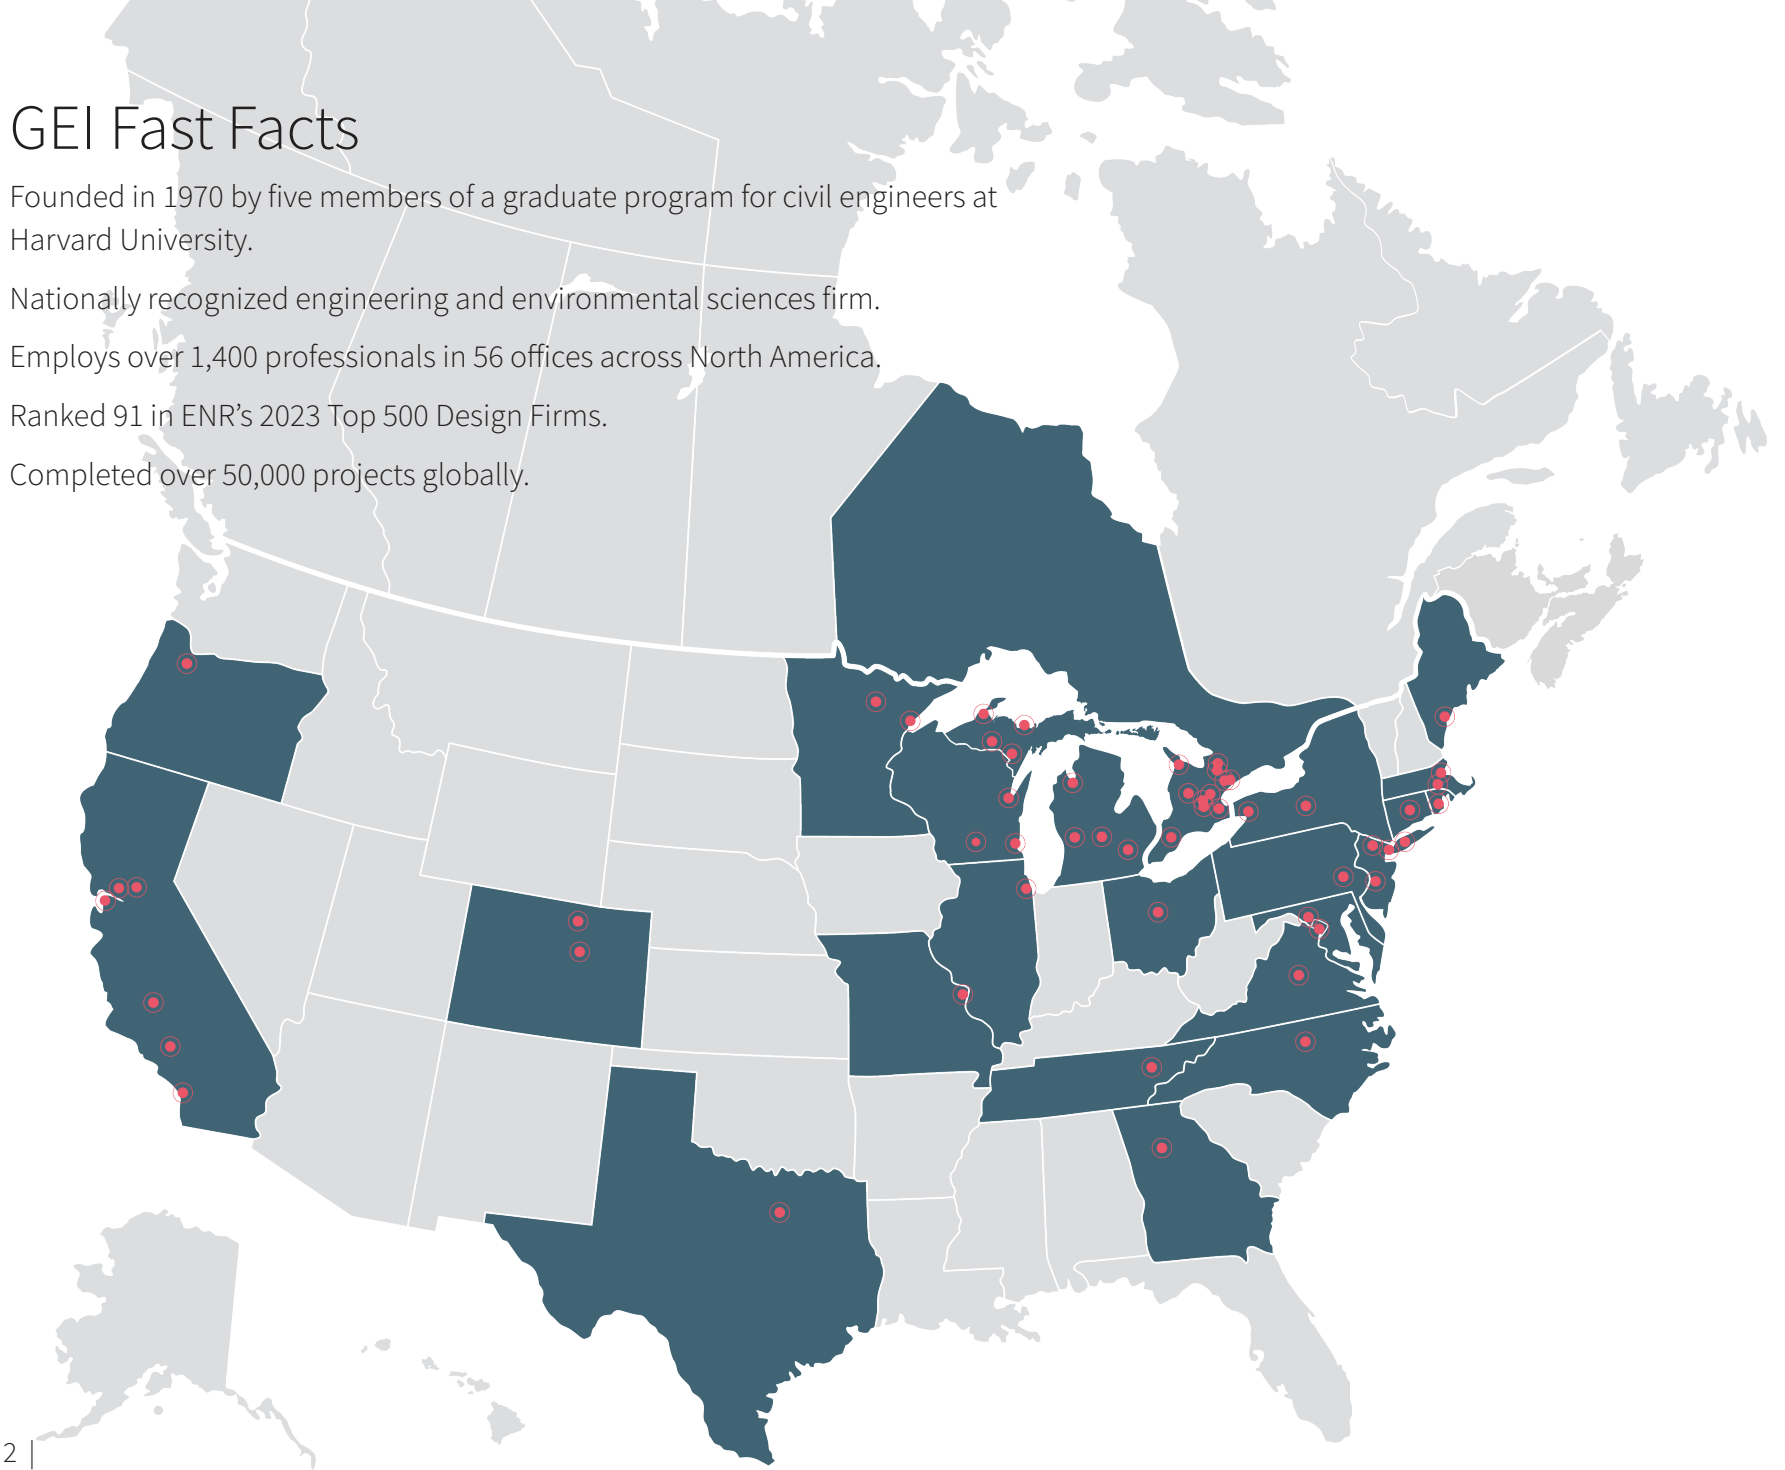 GEI Fast Facts
Founded in 1970 by five members of a graduate program for civil engineers at
Harvard University.
Nationally recognized engineering and environmental sciences firm.
Employs over 1,400 professionals in 56 offices across North America.
Ranked 91 in ENR’s 2023 Top 500 Design Firms.
Completed over 50,000 projects globally.
2 |